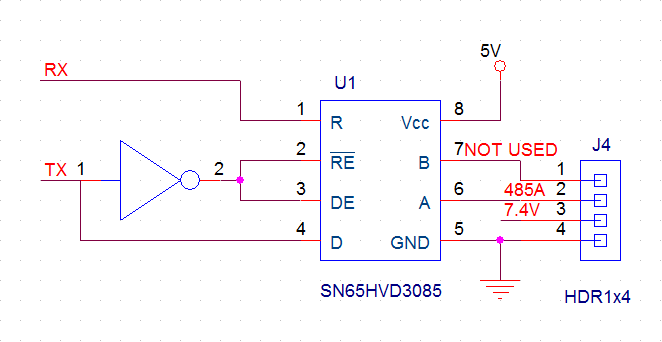 5V
RX
U1
1 R Vcc 8
2 RE B 7 NOT USED J4
TX 1 2
1
3 DE A 6 485A 2
7.4V 3
4 D GND 5 4
SN65HVD3085
HDR1x4